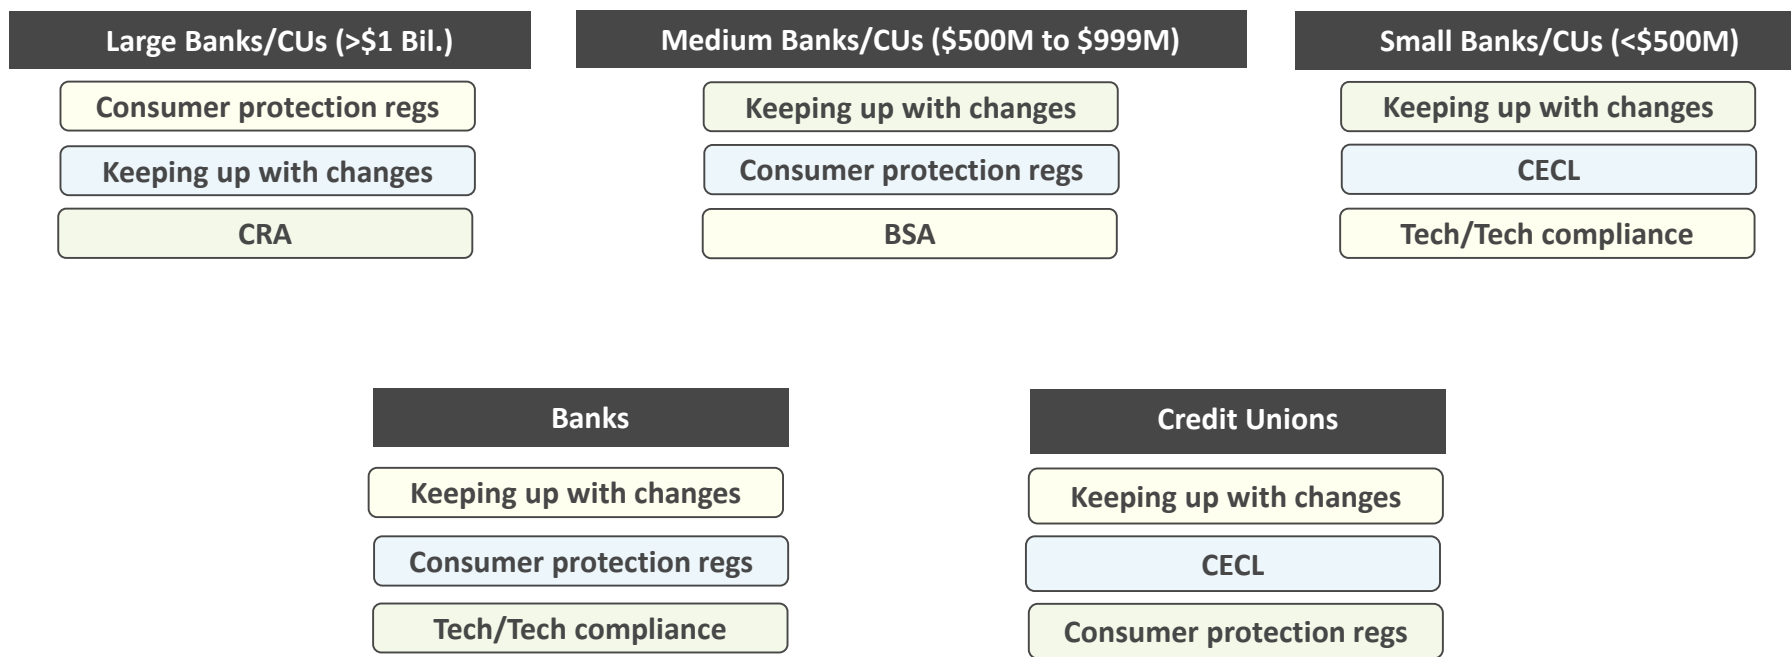 Large Banks/CUs (>$1 Bil.)
Consumer protection regs
Keeping up with changes
CRA
Medium Banks/CUs ($500M to $999M)
Keeping up with changes
Consumer protection regs
BSA
Small Banks/CUs (<$500M)
Keeping up with changes
CECL
Tech/Tech compliance
Banks
Keeping up with changes
Consumer protection regs
Tech/Tech compliance
Credit Unions
Keeping up with changes
CECL
Consumer protection regs